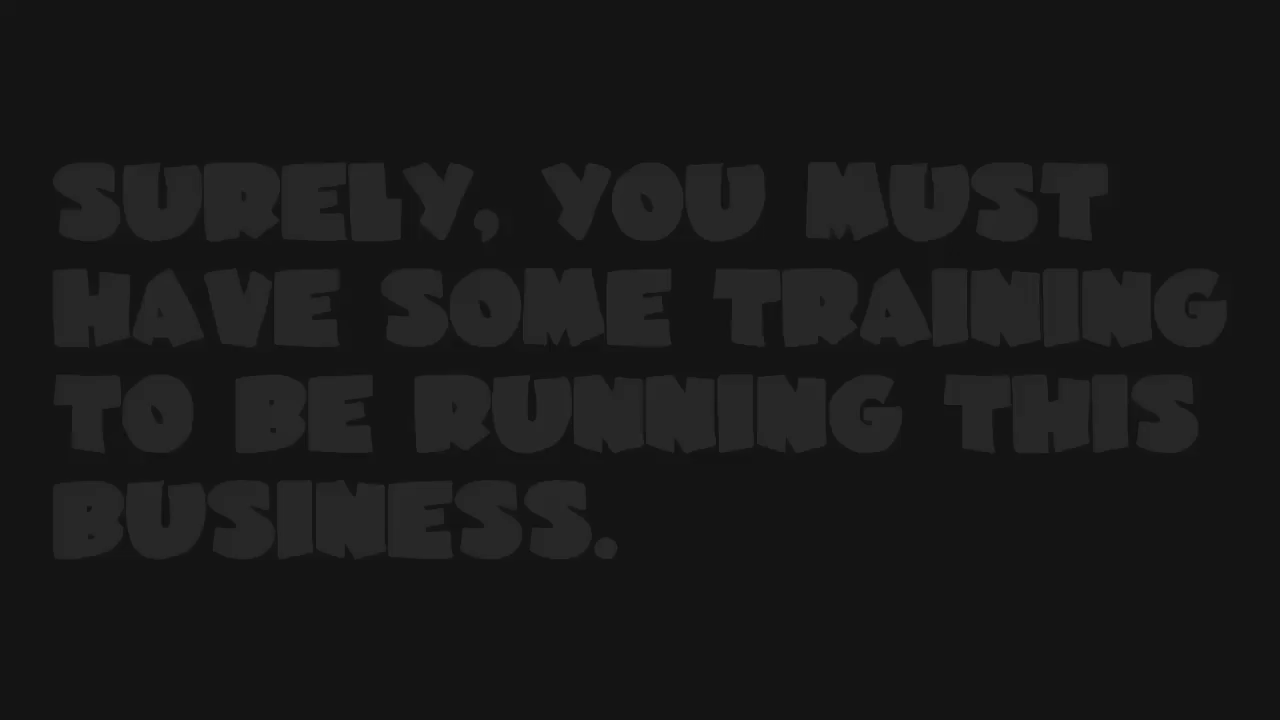 SURELY, YOU MUST
HAVE SOME TRAINING
TO BE RUNNING THIS
BUSINESS.